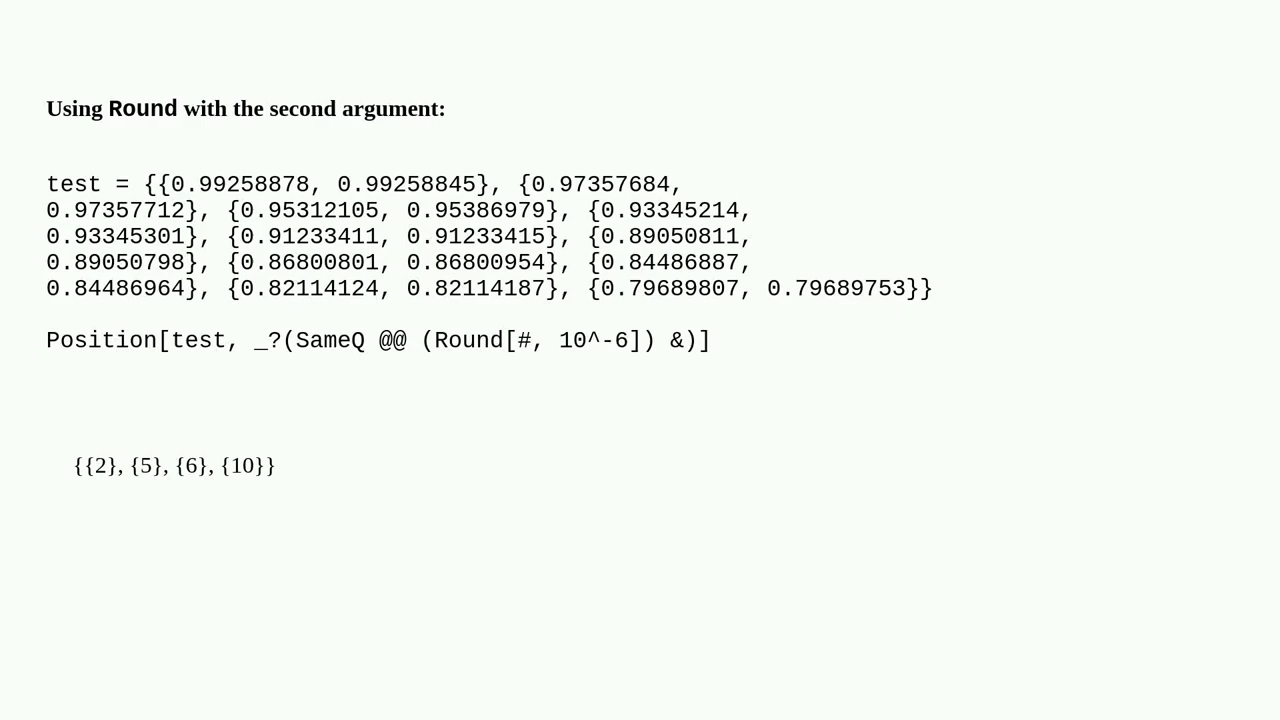 Using Round with the second argument:
test = {{0.99258878, 0.99258845}, {0.97357684,
0.97357712}, {0.95312105, 0.95386979}, {0.93345214,
0.93345301}, {0.91233411, 0.91233415}, {0.89050811,
0.89050798}, {0.86800801, 0.86800954}, {0.84486887,
0.84486964}, {0.82114124, 0.82114187}, {0.79689807, 0.79689753}}
Position[test, _?(SameQ @@ (Round[#, 10^-6]) &)]
{{2}, {5}, {6}, {10}}